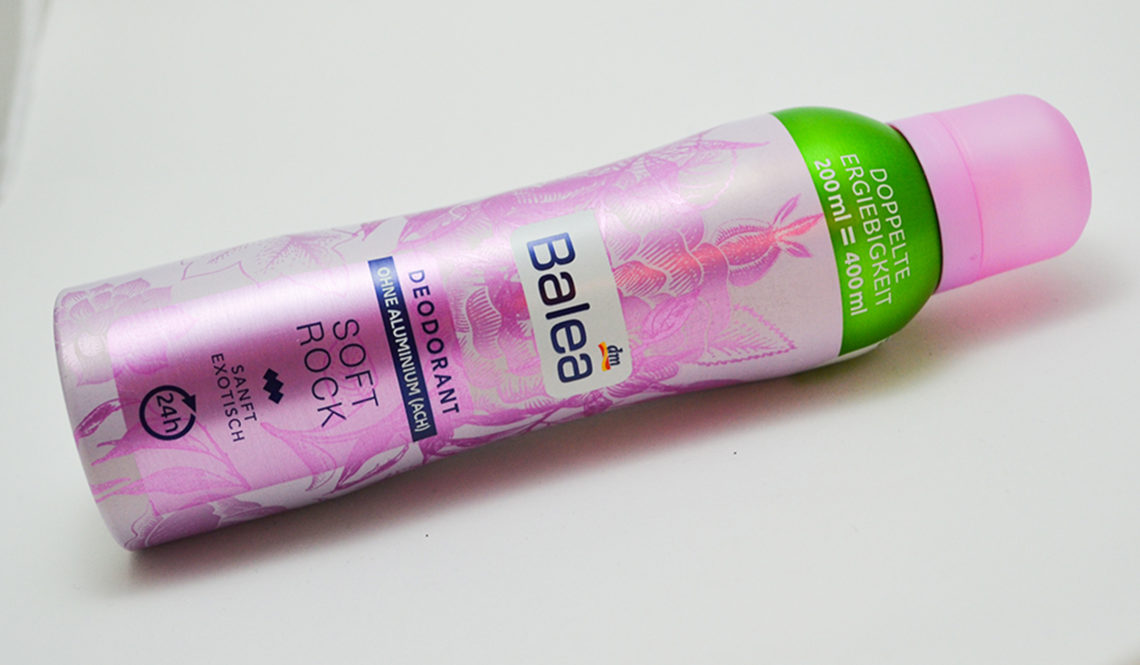 DOPPELTE
ERGIEBIGKEIT
200ml = 400ml
Balea
dm
DEODORANT
OHNE ALUMINIUM (ACH)
SOFT
ROCK
SANFT
EXOTISCH
24h